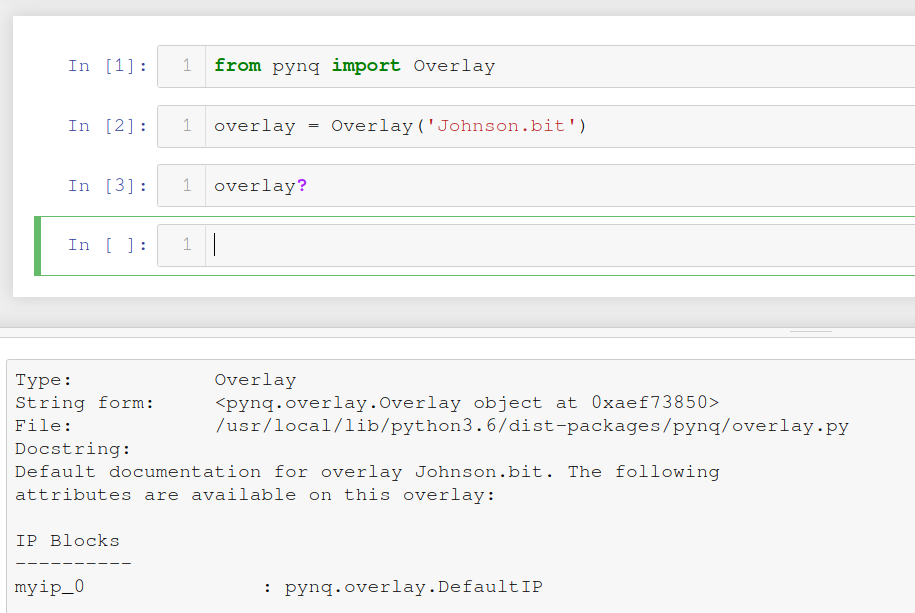 In [1]: 1 from pynq import Overlay
In [2]: 1 overlay = Overlay('Johnson.bit')
In [3]: 1 overlay?
In [ ]: 1
Type: Overlay
String form: <pynq.overlay.Overlay object at 0xaef73850>
File: /usr/local/lib/python3.6/dist-packages/pynq/overlay.py
Docstring:
Default documentation for overlay Johnson.bit. The following
attributes are available on this overlay:
IP Blocks
----------
myip_0 : pynq.overlay.DefaultIP